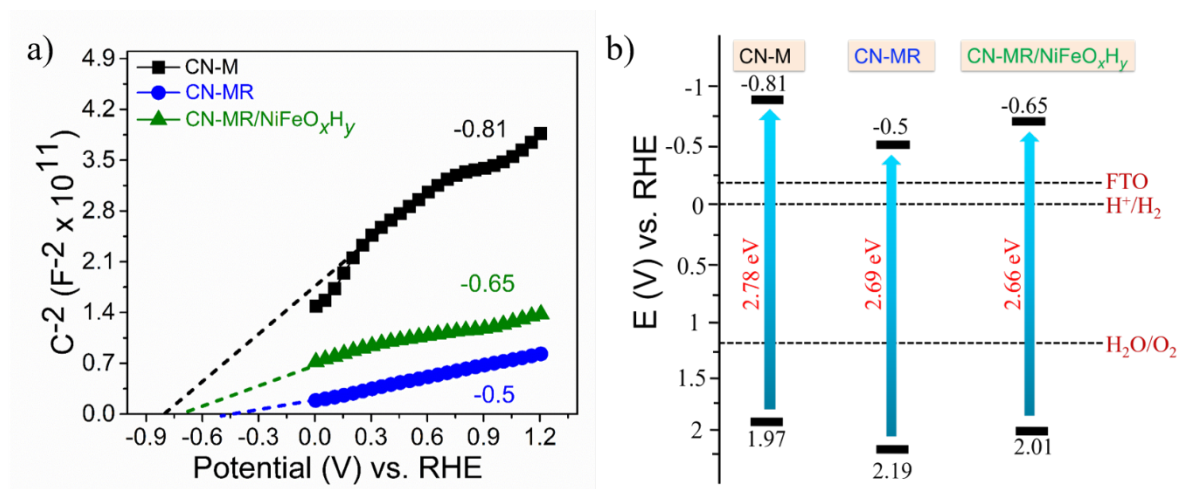 a)
CN-M
CN-MR
CN-MR/NiFeOxHy
-0.81
-0.65
-0.5
4.9
4.2
3.5
2.8
2.1
1.4
0.7
0.0
C-2 (F-2 x 10^11)
-0.9 -0.6 -0.3 0.0 0.3 0.6 0.9 1.2
Potential (V) vs. RHE
b)
CN-M CN-MR CN-MR/NiFeOxHy
-0.81
-0.5
-0.65
-1
-0.5
0
0.5
1
1.5
2
E (V) vs. RHE
FTO
H+/H2
H2O/O2
2.78 eV
2.69 eV
2.66 eV
1.97
2.19
2.01